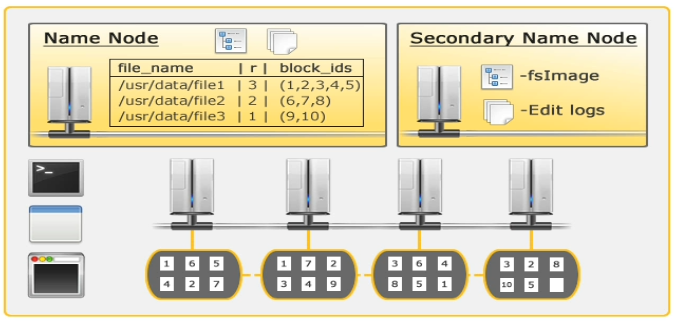 Name Node
file_name | r | block_ids
/usr/data/file1 | 3 | (1,2,3,4,5)
/usr/data/file2 | 2 | (6,7,8)
/usr/data/file3 | 1 | (9,10)
Secondary Name Node
-fsImage
-Edit logs
>_
1 6 5
4 2 7
1 7 2
3 4 9
3 6 4
8 5 1
3 2 8
10 5